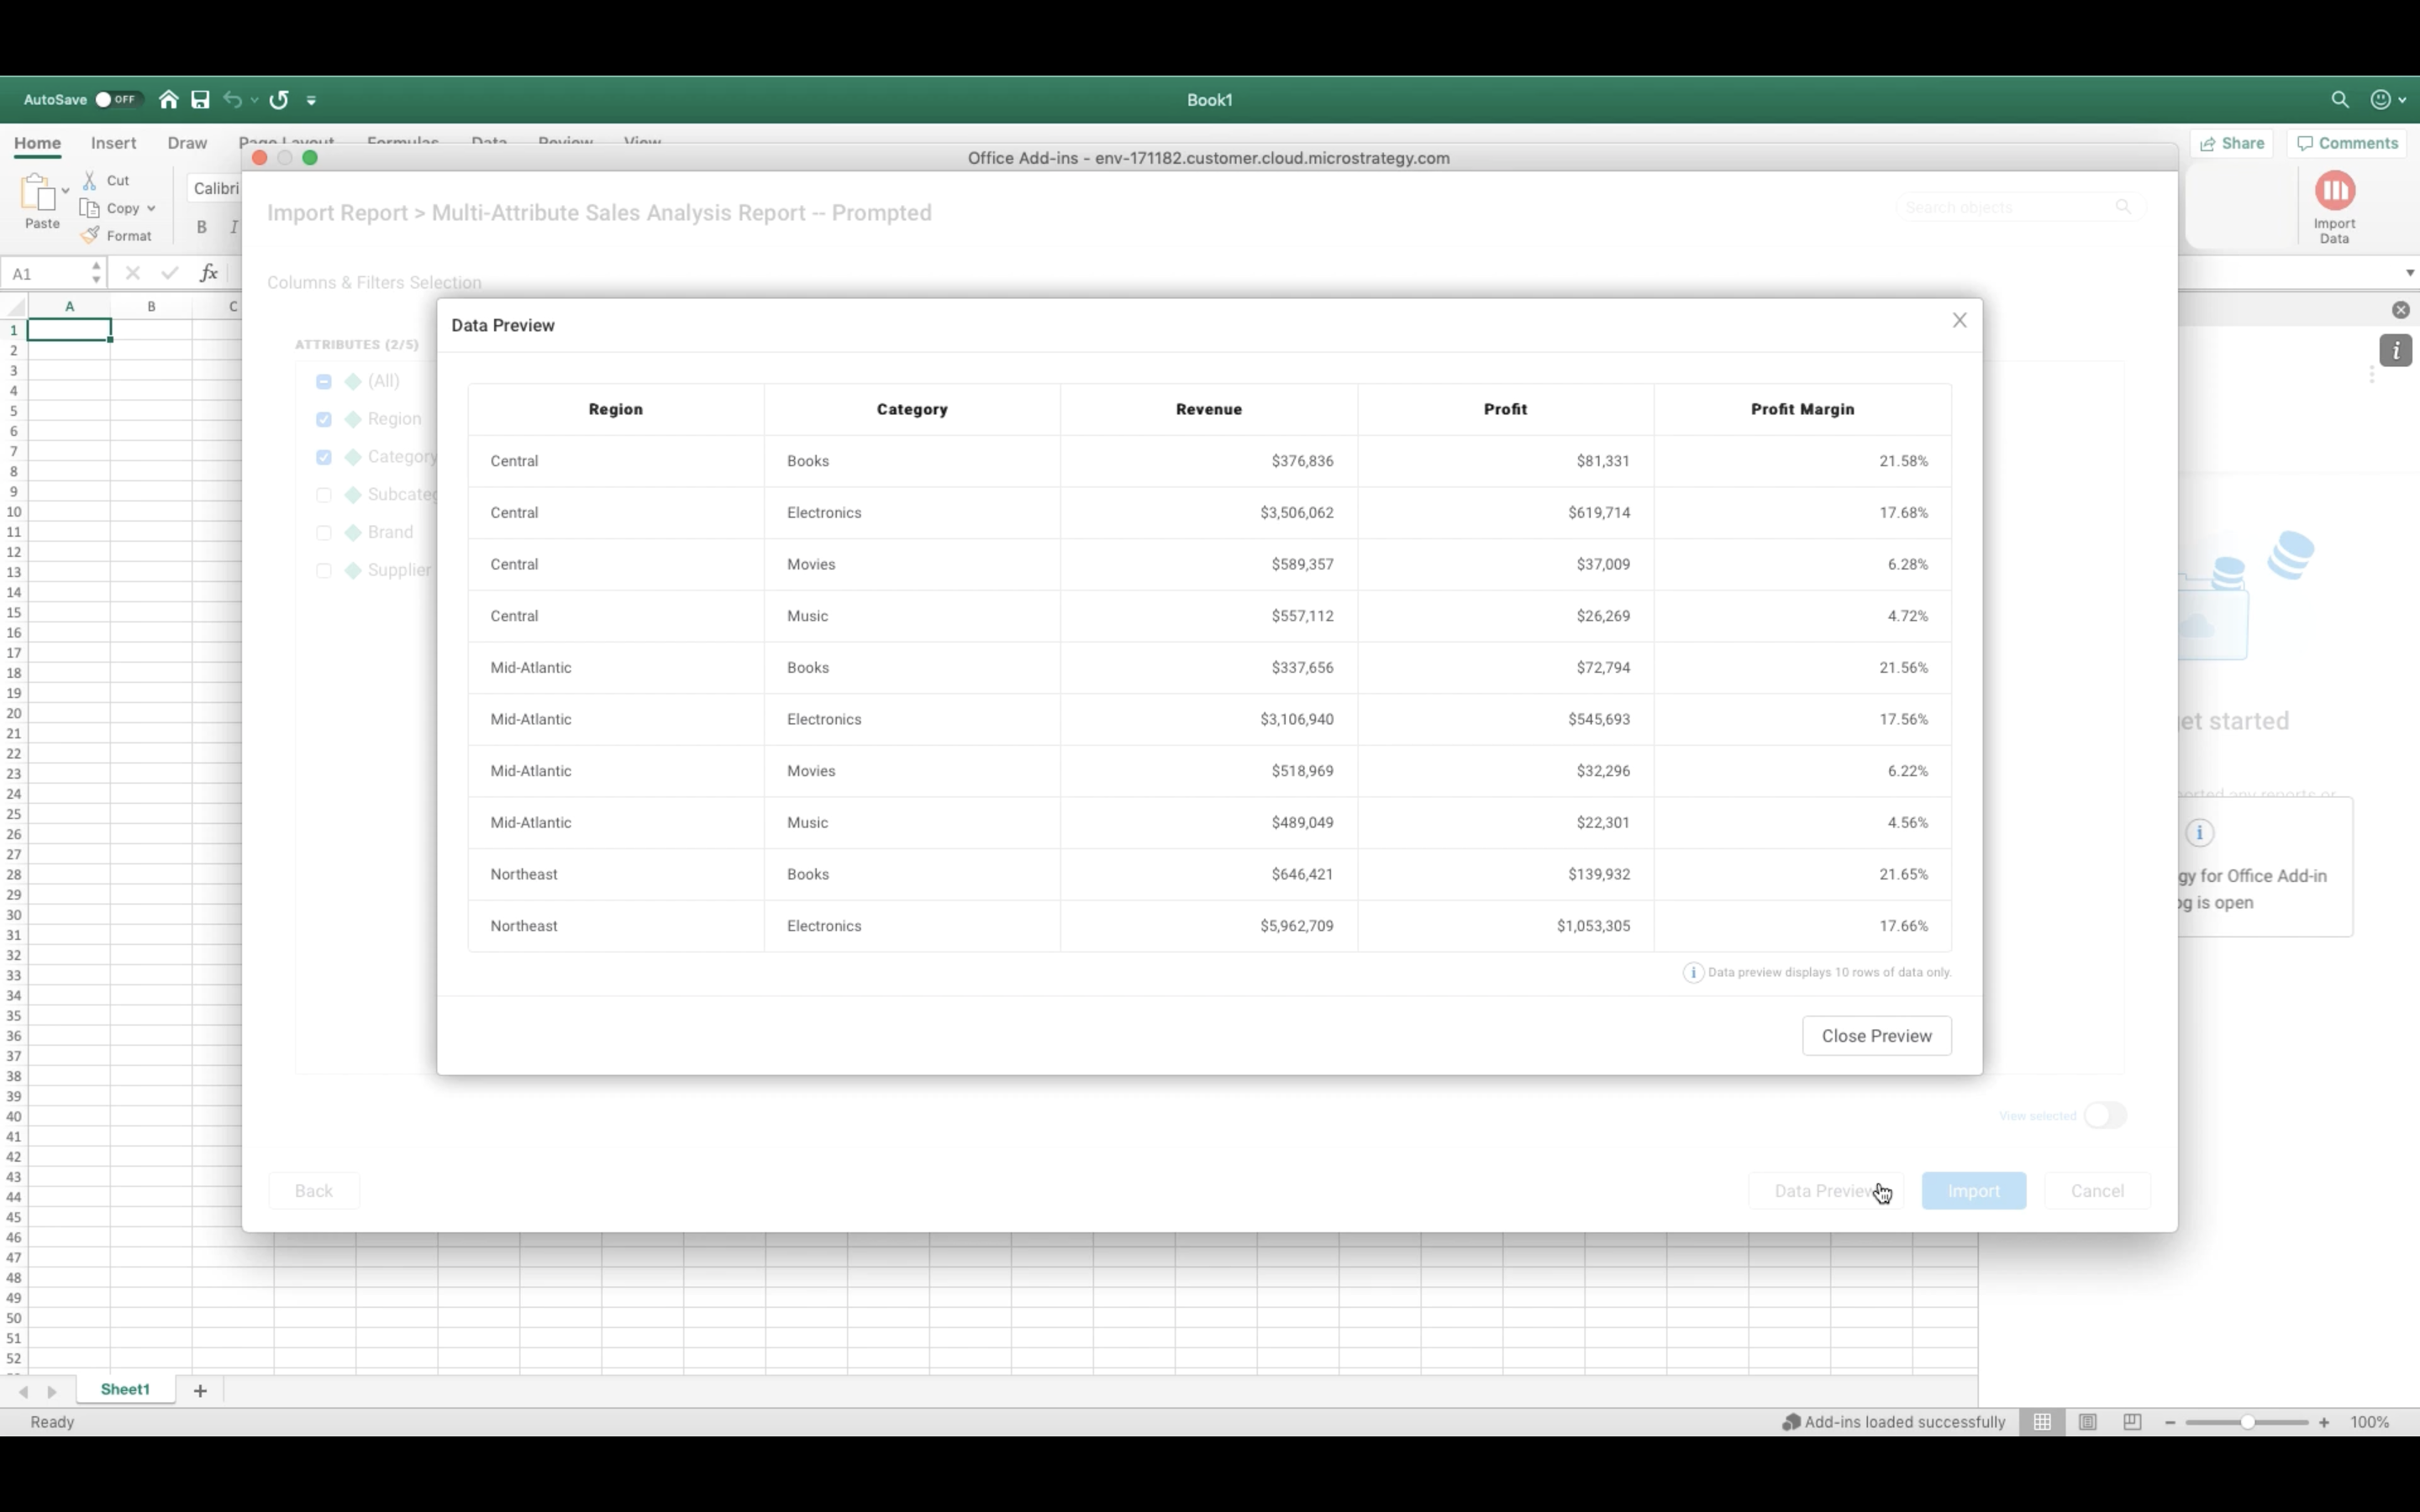 AutoSave OFF Book1
Home Insert Draw Page Layout Formulas Data Review View Share Comments
Office Add-ins - env-171182.customer.cloud.microstrategy.com
Paste Cut Calibri
Copy
Format B I
Import
Data
Import Report > Multi-Attribute Sales Analysis Report -- Prompted Search objects
A1 fx
Columns & Filters Selection
A B C
Data Preview X
ATTRIBUTES (2/5)
(All)
Region
Category
Subcateg
Brand
Supplier
Region Category Revenue Profit Profit Margin
Central Books $376,836 $81,331 21.58%
Central Electronics $3,506,062 $619,714 17.68%
Central Movies $589,357 $37,009 6.28%
Central Music $557,112 $26,269 4.72%
Mid-Atlantic Books $337,656 $72,794 21.56%
Mid-Atlantic Electronics $3,106,940 $545,693 17.56%
Mid-Atlantic Movies $518,969 $32,296 6.22%
Mid-Atlantic Music $489,049 $22,301 4.56%
Northeast Books $646,421 $139,932 21.65%
Northeast Electronics $5,962,709 $1,053,305 17.66%
i Data preview displays 10 rows of data only.
Close Preview
View selected
Back Data Preview Import Cancel
i
et started
orted any reports or
i
gy for Office Add-in
og is open
1
2
3
4
5
6
7
8
9
10
11
12
13
14
15
16
17
18
19
20
21
22
23
24
25
26
27
28
29
30
31
32
33
34
35
36
37
38
39
40
41
42
43
44
45
46
47
48
49
50
51
52
Sheet1 +
Ready Add-ins loaded successfully - + 100%